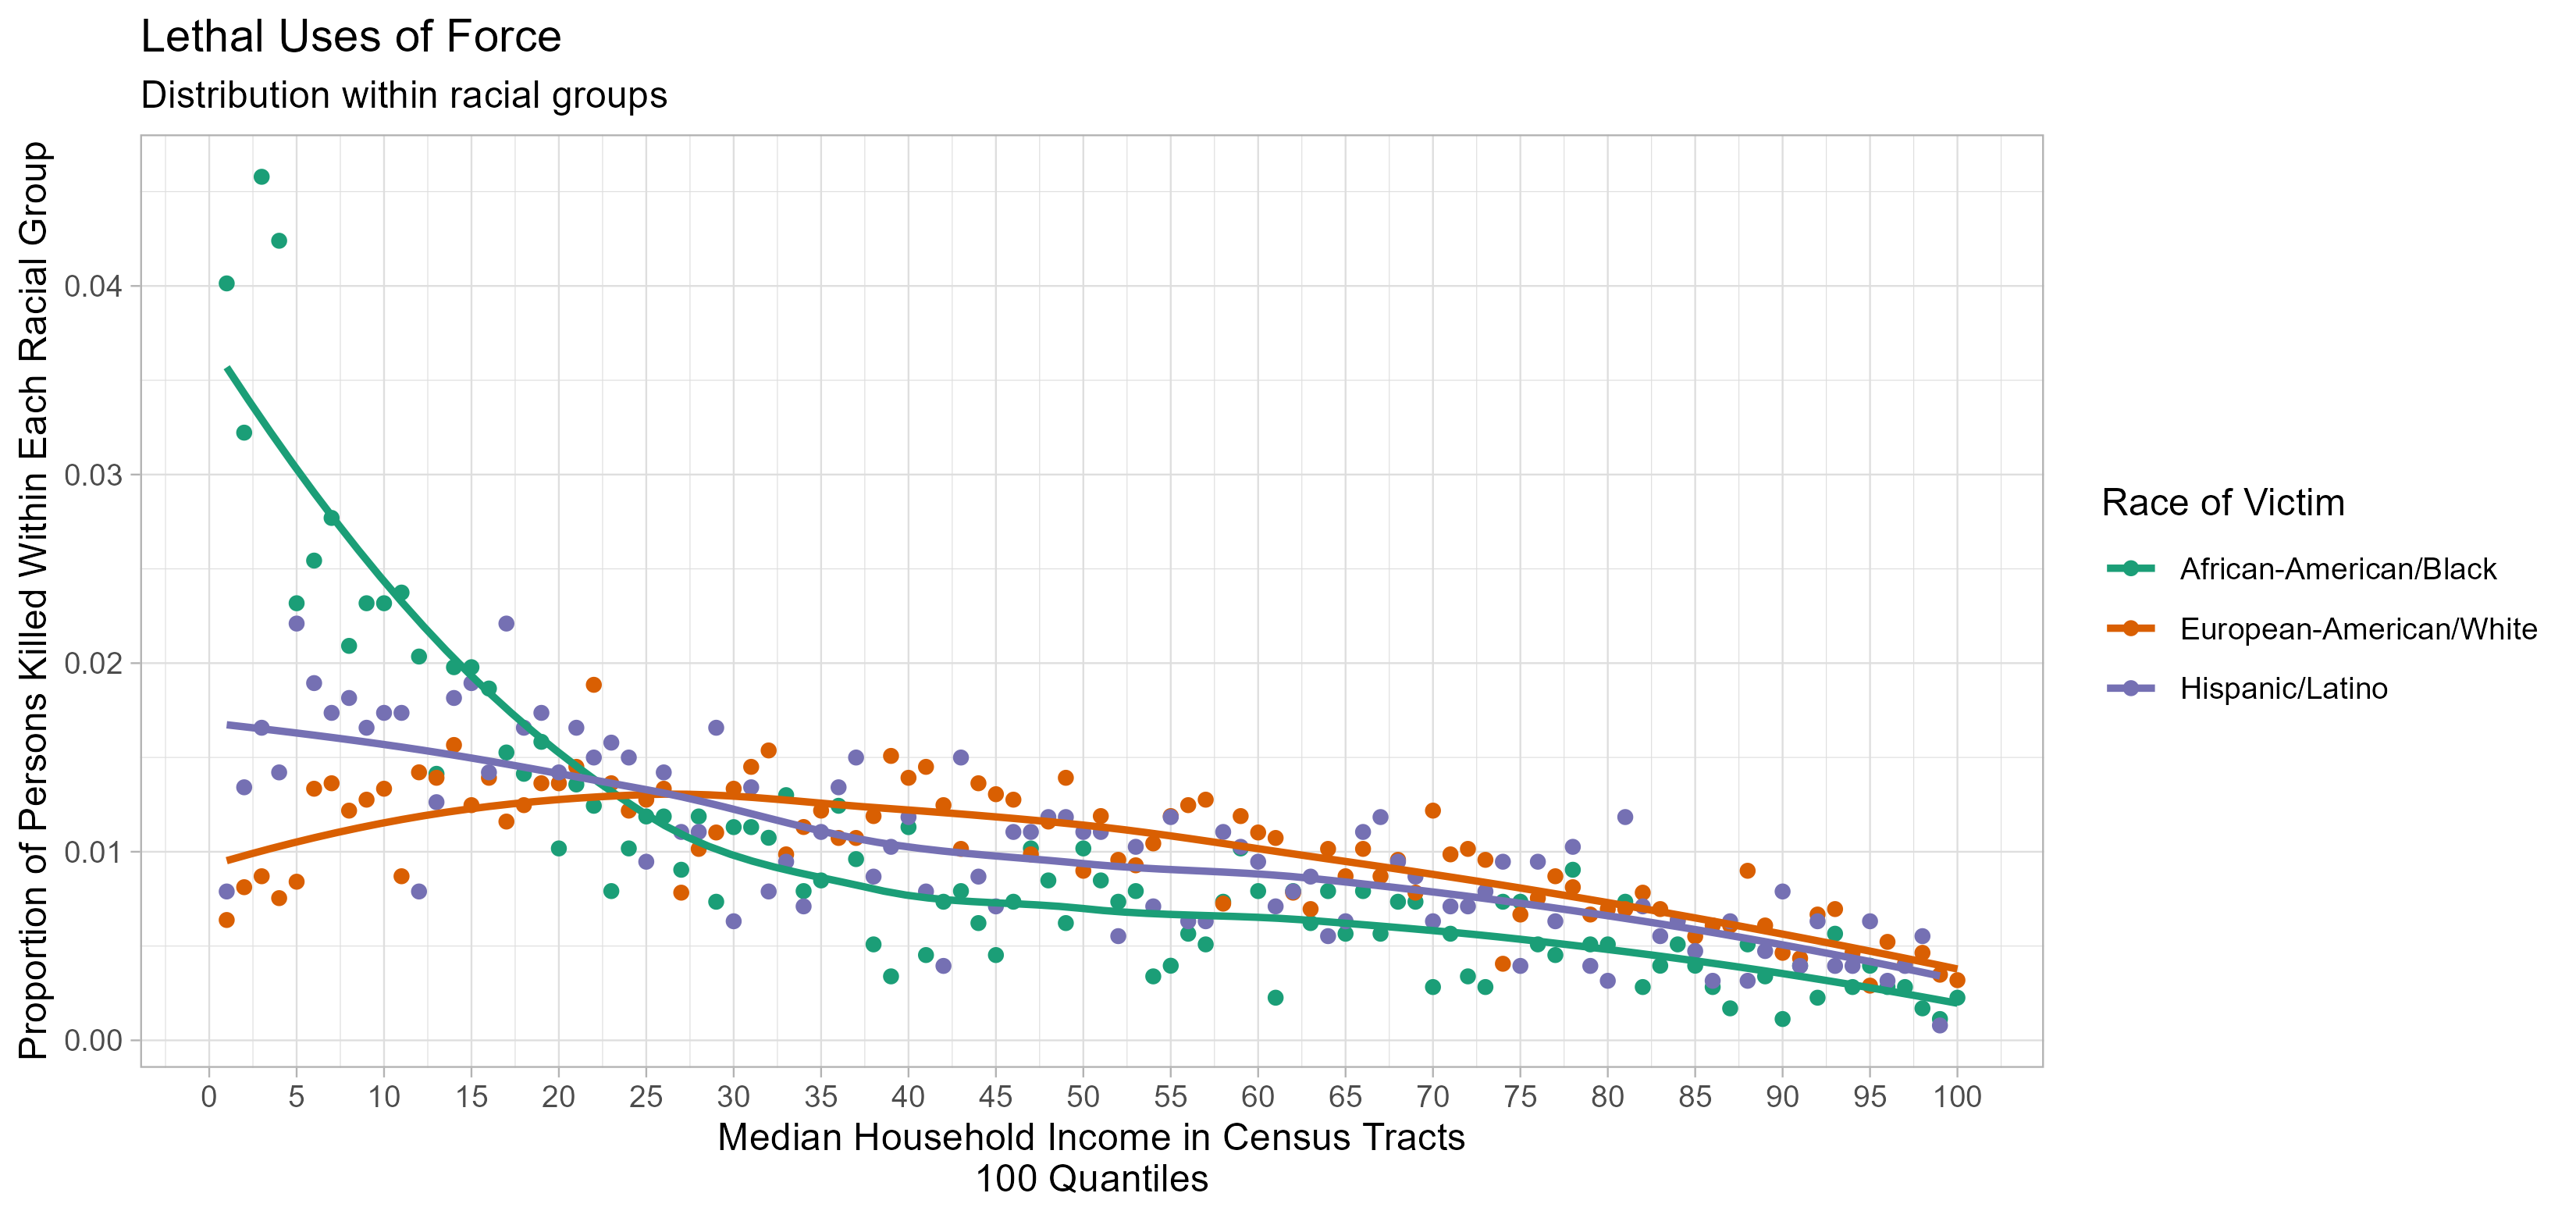 Lethal Uses of Force
Distribution within racial groups
Proportion of Persons Killed Within Each Racial Group
0.04
0.03
0.02
0.01
0.00
0 5 10 15 20 25 30 35 40 45 50 55 60 65 70 75 80 85 90 95 100
Median Household Income in Census Tracts
100 Quantiles
Race of Victim
African-American/Black
European-American/White
Hispanic/Latino